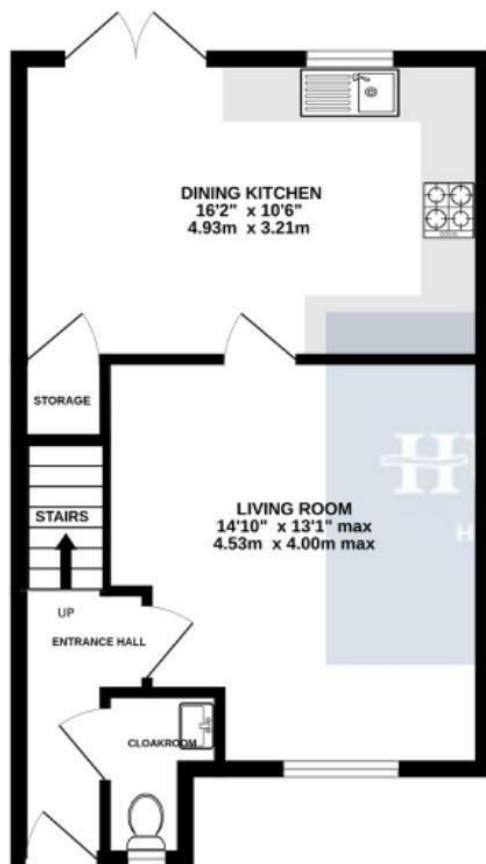 DINING KITCHEN
16'2" x 10'6"
4.93m x 3.21m
STORAGE
STAIRS
LIVING ROOM
14'10" x 13'1" max
4.53m x 4.00m max
UP
ENTRANCE HALL
CLOAKROOM